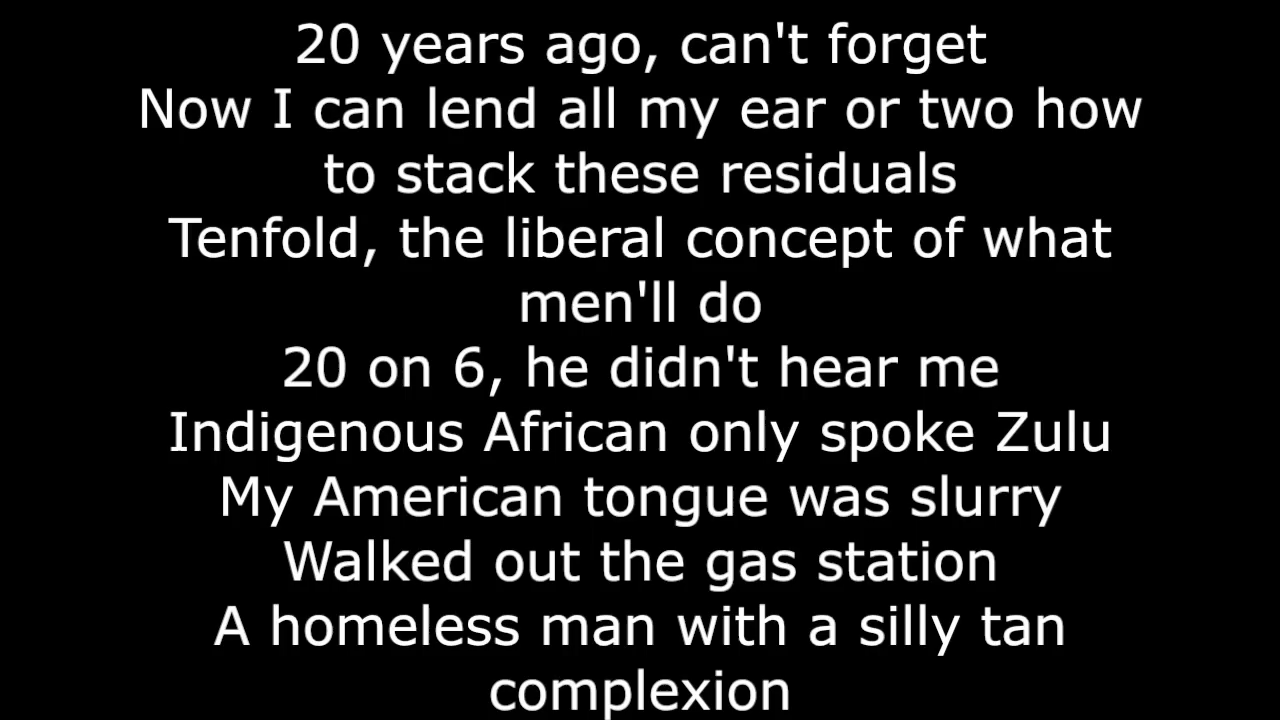 20 years ago, can't forget
Now I can lend all my ear or two how
to stack these residuals
Tenfold, the liberal concept of what
men'll do
20 on 6, he didn't hear me
Indigenous African only spoke Zulu
My American tongue was slurry
Walked out the gas station
A homeless man with a silly tan
complexion